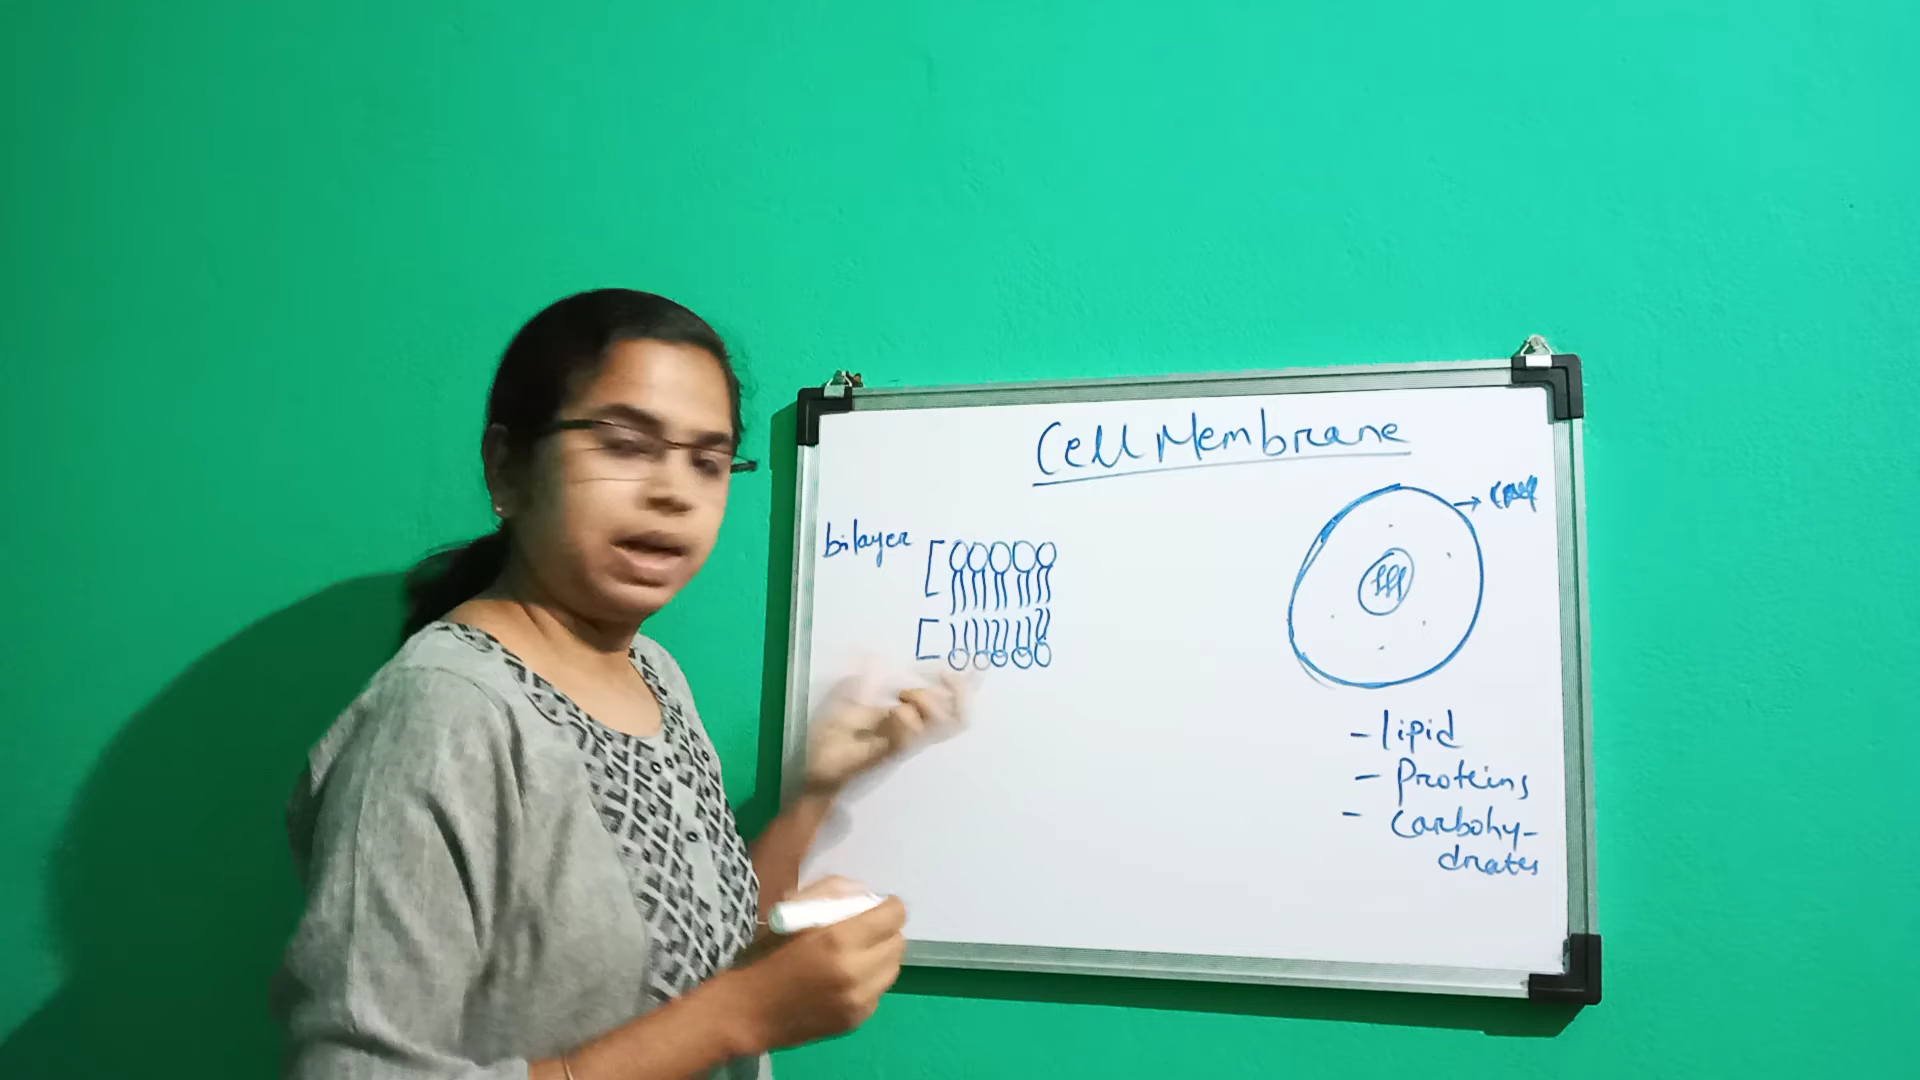 Cell Membrane
bilayer
- lipid
- Proteins
- Carbohy-
drates